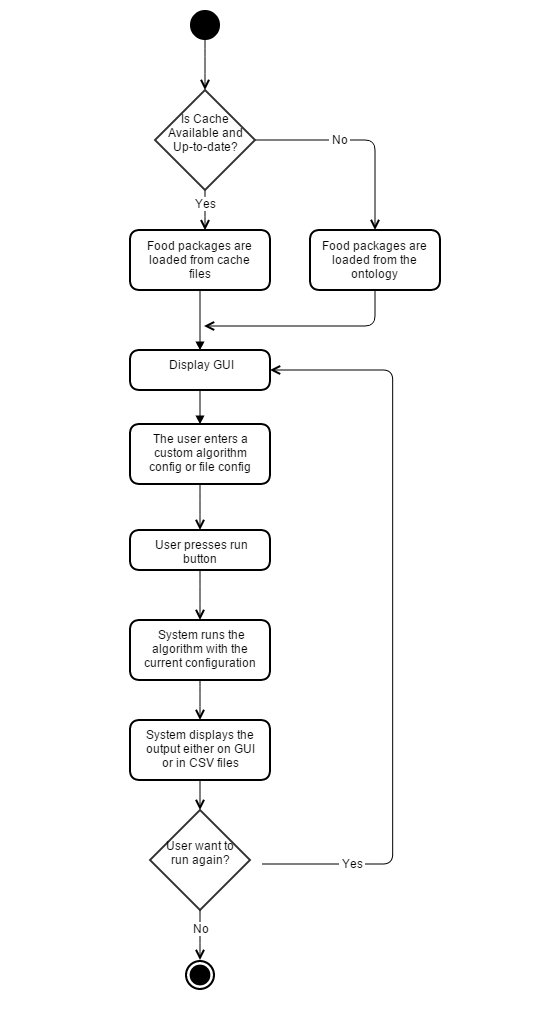 Is Cache
Available and
Up-to-date?
No
Yes
Food packages are
loaded from cache
files
Food packages are
loaded from the
ontology
Display GUI
The user enters a
custom algorithm
config or file config
User presses run
button
System runs the
algorithm with the
current configuration
System displays the
output either on GUI
or in CSV files
User want to
run again?
Yes
No